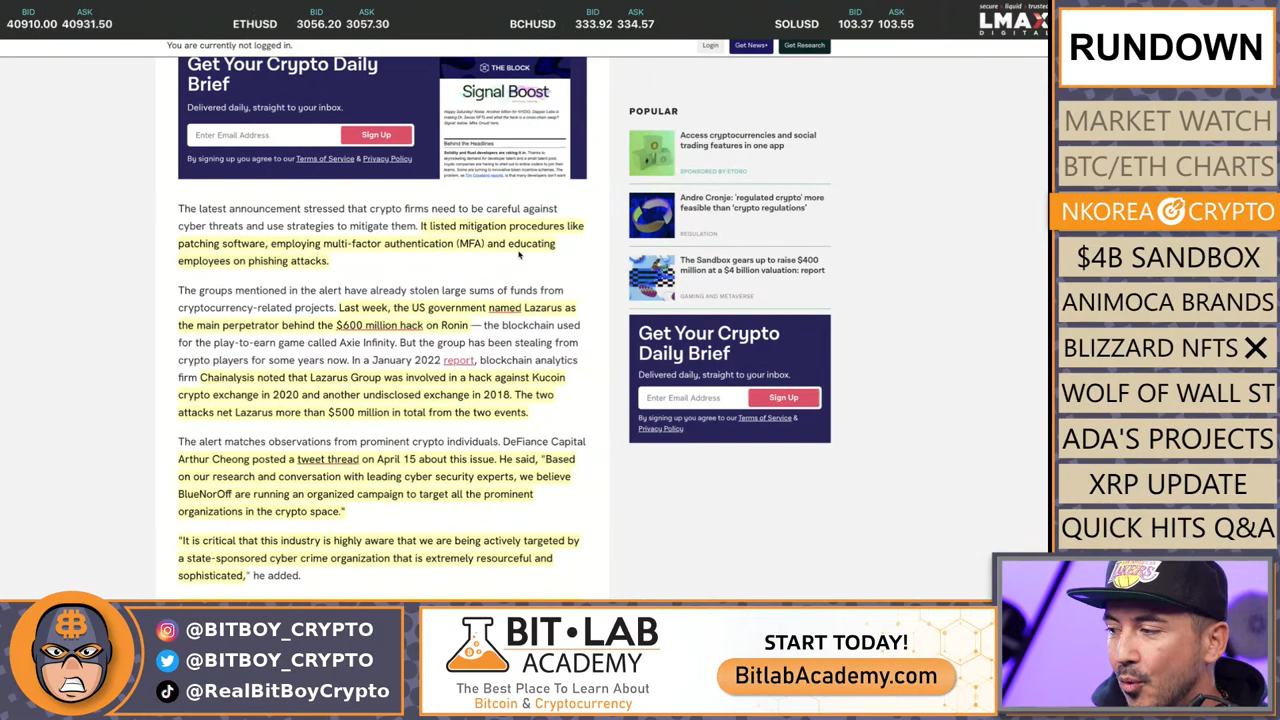 BID
ASK
40910.00 40931.50
ETHUSD
BID
ASK
3056.20 3057.30
BCHUSD
BID
ASK
333.92 334.57
SOLUSD
BID
ASK
103.37 103.55
secure liquid trusted
LMAX
DIGITAL
You are currently not logged in.
Login
Get News+
Get Research
Get Your Crypto Daily
Brief
Delivered daily, straight to your inbox.
Enter Email Address
Sign Up
By signing up you agree to our Terms of Service & Privacy Policy
THE BLOCK
Signal Boost
Behind the Headlines
The latest announcement stressed that crypto firms need to be careful against
cyber threats and use strategies to mitigate them. It listed mitigation procedures like
patching software, employing multi-factor authentication (MFA) and educating
employees on phishing attacks.
The groups mentioned in the alert have already stolen large sums of funds from
cryptocurrency-related projects. Last week, the US government named Lazarus as
the main perpetrator behind the $600 million hack on Ronin — the blockchain used
for the play-to-earn game called Axie Infinity. But the group has been stealing from
crypto players for some years now. In a January 2022 report, blockchain analytics
firm Chainalysis noted that Lazarus Group was involved in a hack against Kucoin
crypto exchange in 2020 and another undisclosed exchange in 2018. The two
attacks net Lazarus more than $500 million in total from the two events.
The alert matches observations from prominent crypto individuals. DeFiance Capital
Arthur Cheong posted a tweet thread on April 15 about this issue. He said, "Based
on our research and conversation with leading cyber security experts, we believe
BlueNorOff are running an organized campaign to target all the prominent
organizations in the crypto space."
"It is critical that this industry is highly aware that we are being actively targeted by
a state-sponsored cyber crime organization that is extremely resourceful and
sophisticated," he added.
POPULAR
Access cryptocurrencies and social
trading features in one app
SPONSORED BY ETORO
Andre Cronje: 'regulated crypto' more
feasible than 'crypto regulations'
REGULATION
The Sandbox gears up to raise $400
million at a $4 billion valuation: report
GAMING AND METAVERSE
Get Your Crypto
Daily Brief
Delivered daily, straight to your inbox.
Enter Email Address
Sign Up
By signing up you agree to our Terms of Service &
Privacy Policy
RUNDOWN
MARKET WATCH
BTC/ETH CHARTS
NKOREA CRYPTO
$4B SANDBOX
ANIMOCA BRANDS
BLIZZARD NFTS
WOLF OF WALL ST
ADA'S PROJECTS
XRP UPDATE
QUICK HITS Q&A
@BITBOY_CRYPTO
@BITBOY_CRYPTO
@RealBitBoyCrypto
BIT•LAB
ACADEMY
The Best Place To Learn About
Bitcoin & Cryptocurrency
START TODAY!
BitlabAcademy.com
LAKERS